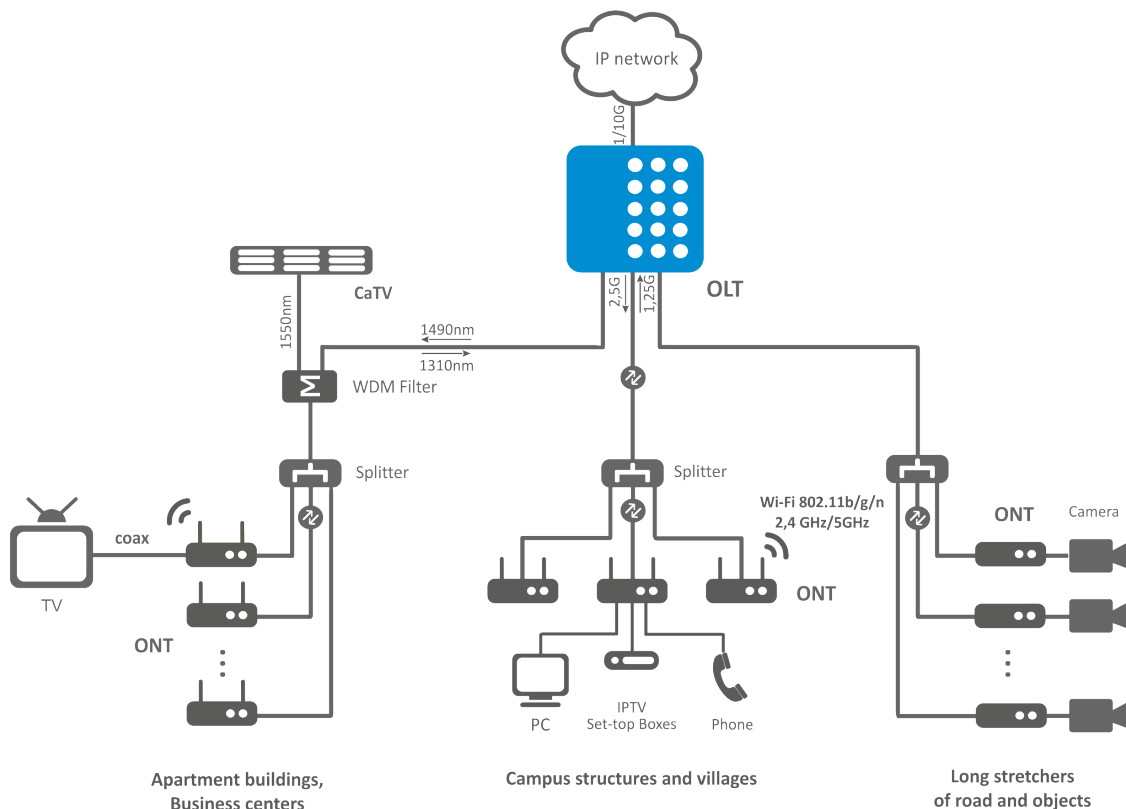 IP network
1/10G
OLT
2,5G
1,25G
CaTV
1550nm
1490nm
1310nm
WDM Filter
Splitter
Splitter
Wi-Fi 802.11b/g/n
2,4 GHz/5GHz
coax
TV
ONT
ONT
ONT
Camera
PC
IPTV
Set-top Boxes
Phone
Apartment buildings,
Business centers
Campus structures and villages
Long stretchers
of road and objects